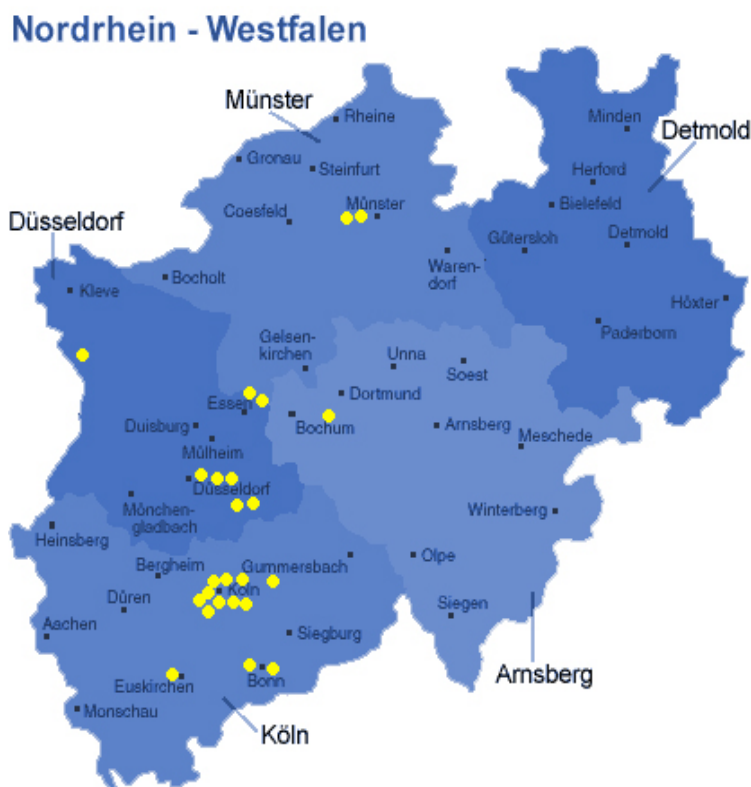 Nordrhein - Westfalen
Münster
Rheine
Minden
Detmold
Gronau
Steinfurt
Herford
Düsseldorf
Coesfeld
Münster
Bielefeld
Detmold
Gütersloh
Waren-
dorf
Bocholt
Kleve
Höxter
Paderborn
Gelsen-
kirchen
Unna
Soest
Essen
Dortmund
Duisburg
Bochum
Arnsberg
Mülheim
Meschede
Düsseldorf
Mönchen-
gladbach
Winterberg
Heinsberg
Bergheim
Gummersbach
Olpe
Düren
Köln
Siegen
Aachen
Siegburg
Euskirchen
Bonn
Arnsberg
Monschau
Köln